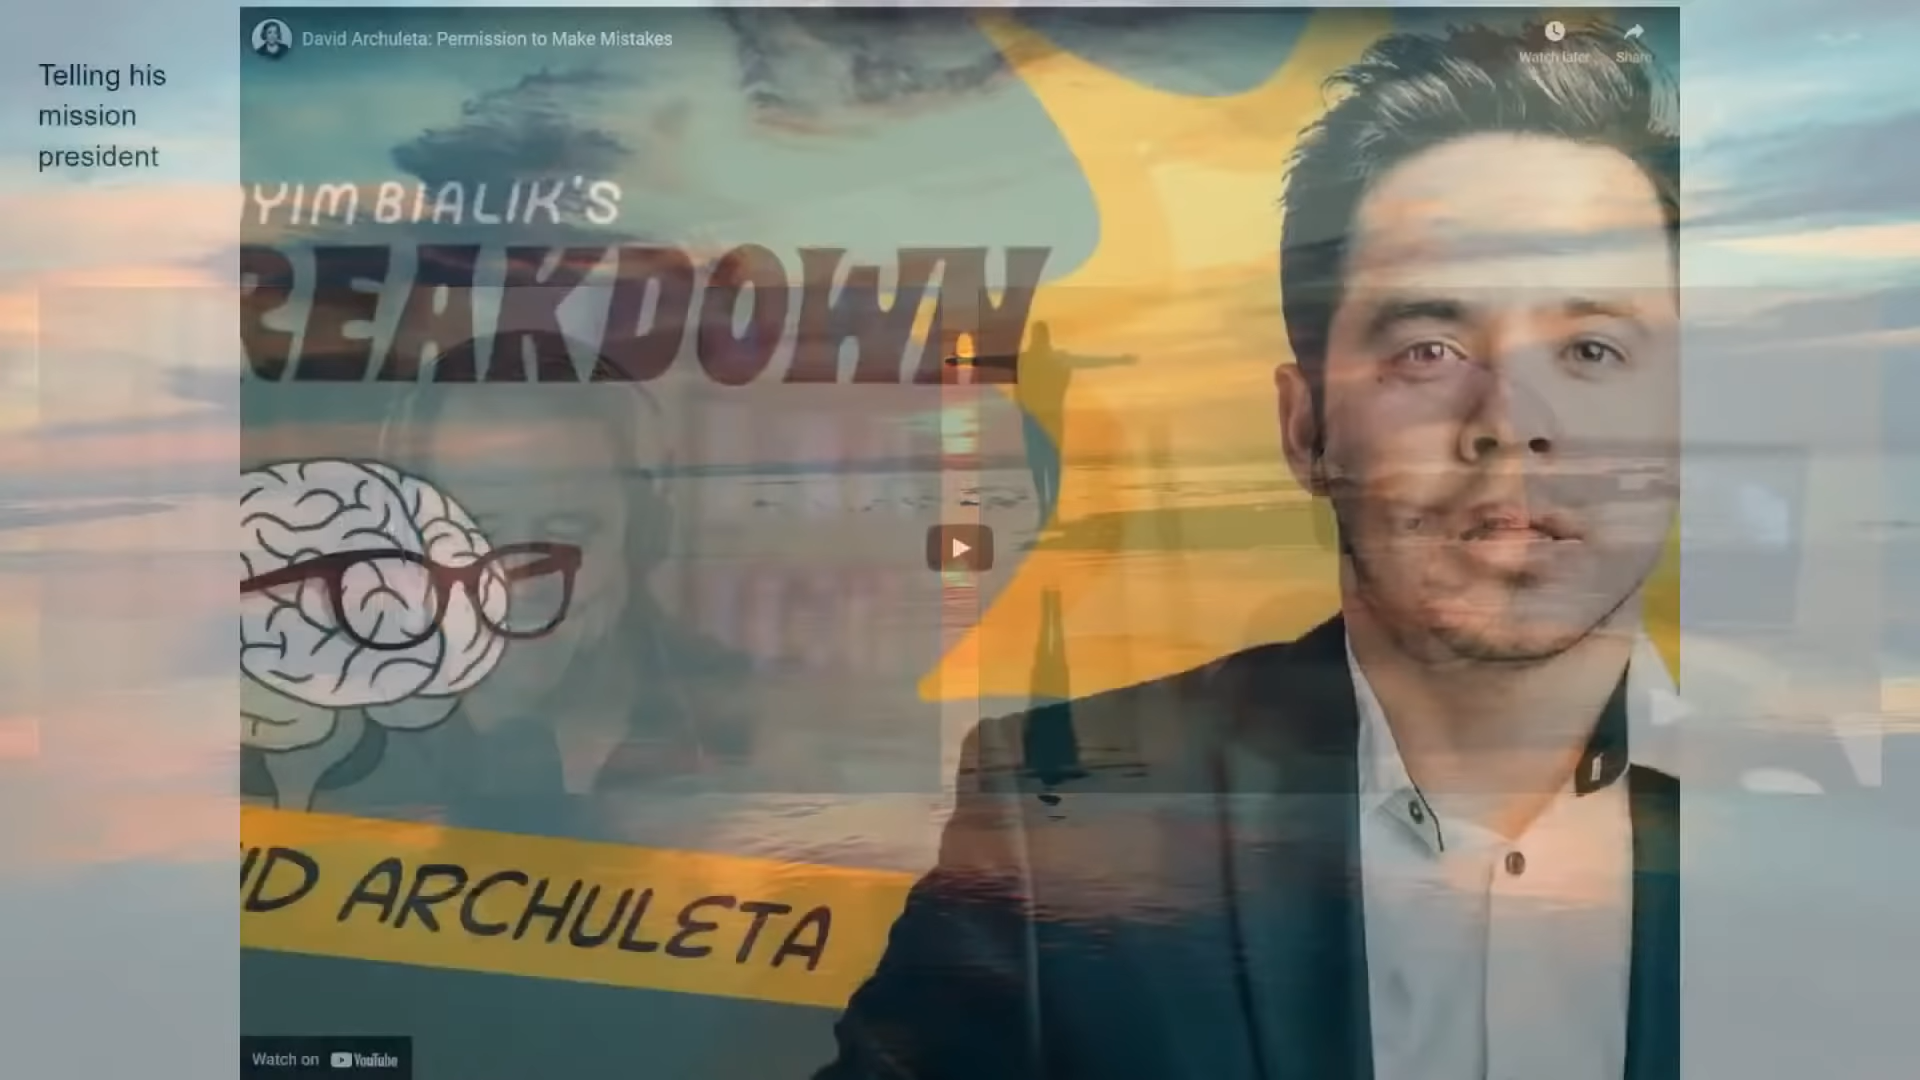 David Archuleta: Permission to Make Mistakes
Watch later
Share
Telling his
mission
president
YIM BIALIK'S
REAKDOWN
ID ARCHULETA
Watch on YouTube